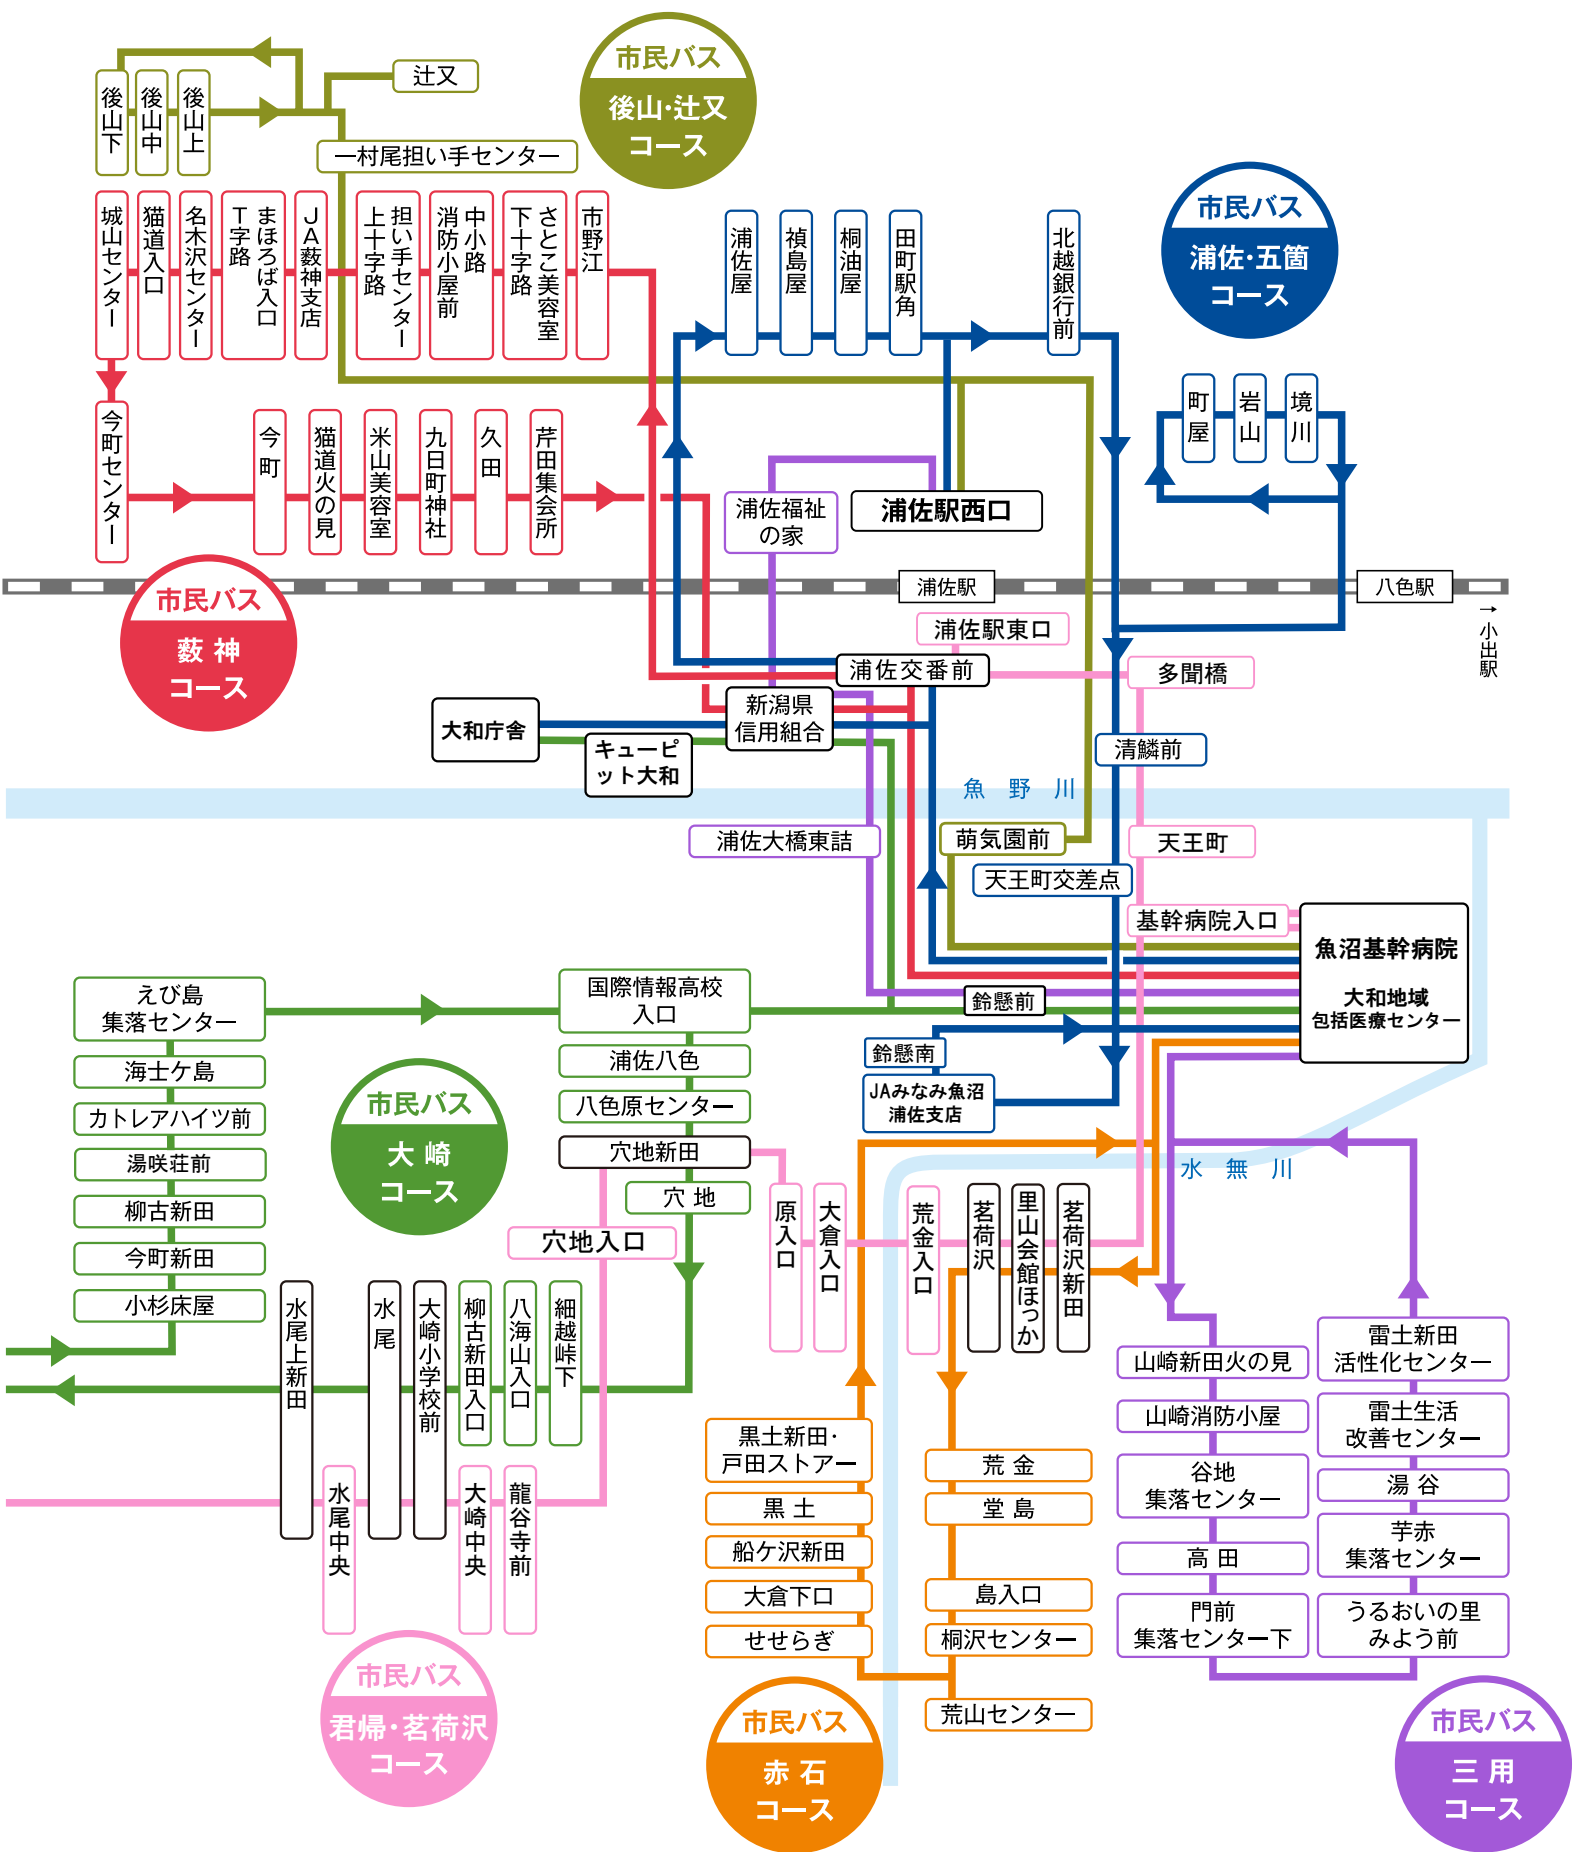 市民バス
後山・辻又
コース
辻又
後山下
後山中
後山上
一村尾担い手センター
城山センター
猫道入口
名木沢センター
まほろば入口
T字路
JA薮神支店
担い手センター
上十字路
中小路
消防小屋前
さとこ美容室
下十字路
市野江
市民バス
浦佐・五箇
コース
浦佐屋
禎島屋
桐油屋
田町駅角
北越銀行前
町屋
岩山
境川
今町センター
今町
猫道火の見
米山美容室
九日町神社
久田
芹田集会所
浦佐福祉
の家
浦佐駅西口
浦佐駅
八色駅
→小出駅
市民バス
薮神
コース
浦佐駅東口
浦佐交番前
多聞橋
新潟県
信用組合
大和庁舎
キューピ
ット大和
清鱗前
魚野川
浦佐大橋東詰
萌気園前
天王町
天王町交差点
基幹病院入口
魚沼基幹病院
大和地域
包括医療センター
えび島
集落センター
国際情報高校
入口
鈴懸前
鈴懸南
JAみなみ魚沼
浦佐支店
海士ケ島
カトレアハイツ前
湯咲荘前
柳古新田
今町新田
小杉床屋
市民バス
大崎
コース
浦佐八色
八色原センター
穴地新田
穴地
穴地入口
原入口
大倉入口
荒金入口
茗荷沢
里山会館ほっか
茗荷沢新田
水無川
水尾上新田
水尾
大崎小学校前
柳古新田入口
八海山入口
細越峠下
水尾中央
大崎中央
龍谷寺前
市民バス
君帰・茗荷沢
コース
黒土新田・
戸田ストアー
黒土
船ケ沢新田
大倉下口
せせらぎ
荒金
堂島
島入口
桐沢センター
荒山センター
市民バス
赤石
コース
山崎新田火の見
山崎消防小屋
谷地
集落センター
高田
門前
集落センター下
雷土新田
活性化センター
雷土生活
改善センター
湯谷
芋赤
集落センター
うるおいの里
みよう前
市民バス
三用
コース